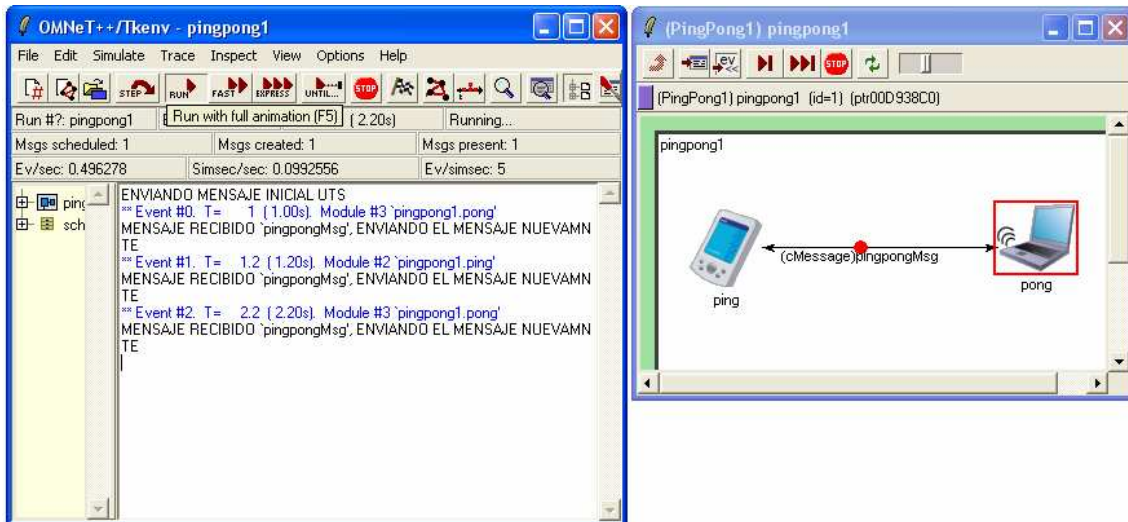 OMNeT++/Tkenv - pingpong1
File Edit Simulate Trace Inspect View Options Help
STEP RUN FAST EXPRESS UNTIL... STOP
Run #?: pingpong1 Run with full animation (F5) (2.20s) Running...
Msgs scheduled: 1 Msgs created: 1 Msgs present: 1
Ev/sec: 0.496278 Simsec/sec: 0.0992556 Ev/simsec: 5
ping
sch
ENVIANDO MENSAJE INICIAL UTS
** Event #0. T= 1 ( 1.00s). Module #3 `pingpong1.pong'
MENSAJE RECIBIDO `pingpongMsg', ENVIANDO EL MENSAJE NUEVAMN
TE
** Event #1. T= 1.2 ( 1.20s). Module #2 `pingpong1.ping'
MENSAJE RECIBIDO `pingpongMsg', ENVIANDO EL MENSAJE NUEVAMN
TE
** Event #2. T= 2.2 ( 2.20s). Module #3 `pingpong1.pong'
MENSAJE RECIBIDO `pingpongMsg', ENVIANDO EL MENSAJE NUEVAMN
TE
(PingPong1) pingpong1
ev STOP
(PingPong1) pingpong1 (id=1) (ptr00D938C0)
pingpong1
(cMessage)pingpongMsg
ping
pong